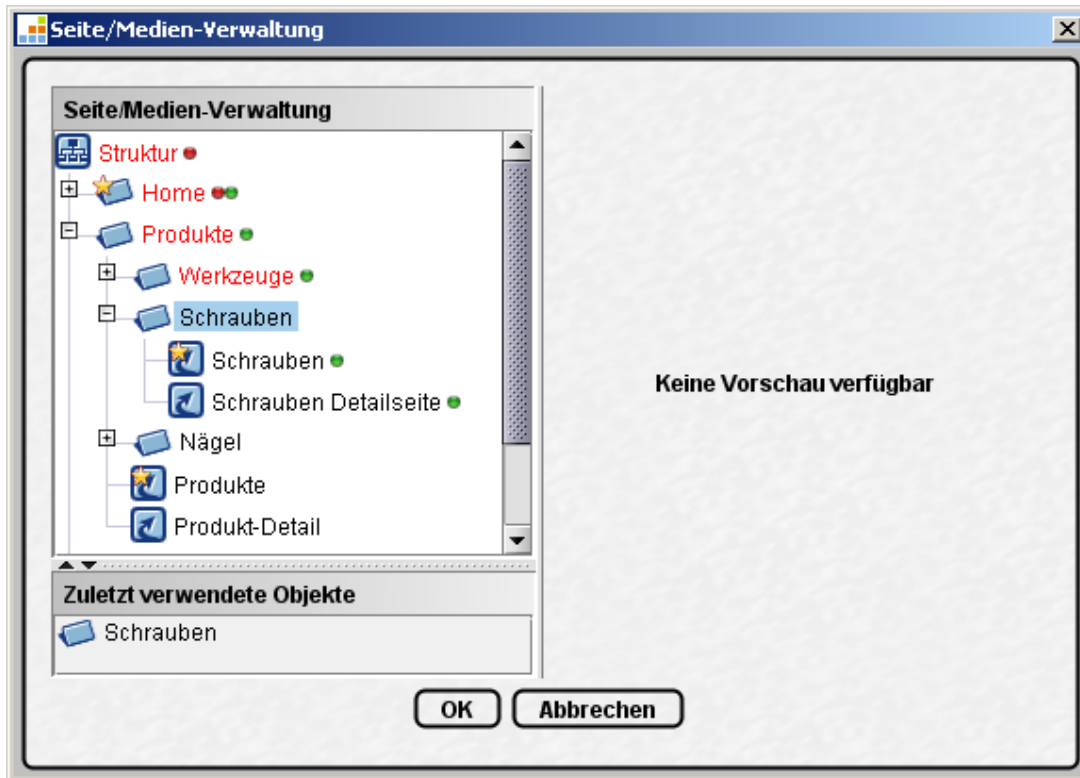 Seite/Medien-Verwaltung
Seite/Medien-Verwaltung
Struktur
Home
Produkte
Werkzeuge
Schrauben
Schrauben
Schrauben Detailseite
Nägel
Produkte
Produkt-Detail
Keine Vorschau verfügbar
Zuletzt verwendete Objekte
Schrauben
OK
Abbrechen